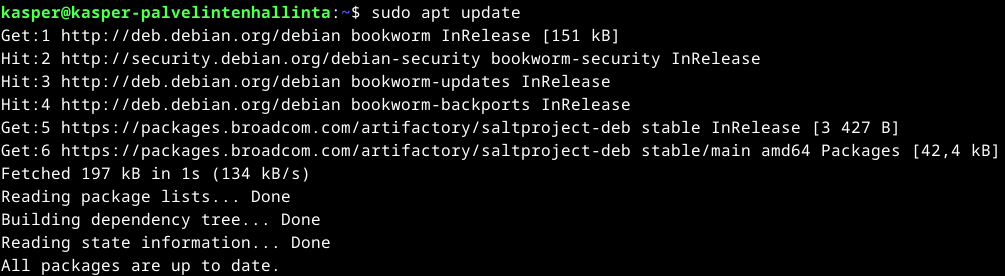 kasper@kasper-palvelintenhallinta:~$ sudo apt update
Get:1 http://deb.debian.org/debian bookworm InRelease [151 kB]
Hit:2 http://security.debian.org/debian-security bookworm-security InRelease
Hit:3 http://deb.debian.org/debian bookworm-updates InRelease
Hit:4 http://deb.debian.org/debian bookworm-backports InRelease
Get:5 https://packages.broadcom.com/artifactory/saltproject-deb stable InRelease [3 427 B]
Get:6 https://packages.broadcom.com/artifactory/saltproject-deb stable/main amd64 Packages [42,4 kB]
Fetched 197 kB in 1s (134 kB/s)
Reading package lists... Done
Building dependency tree... Done
Reading state information... Done
All packages are up to date.